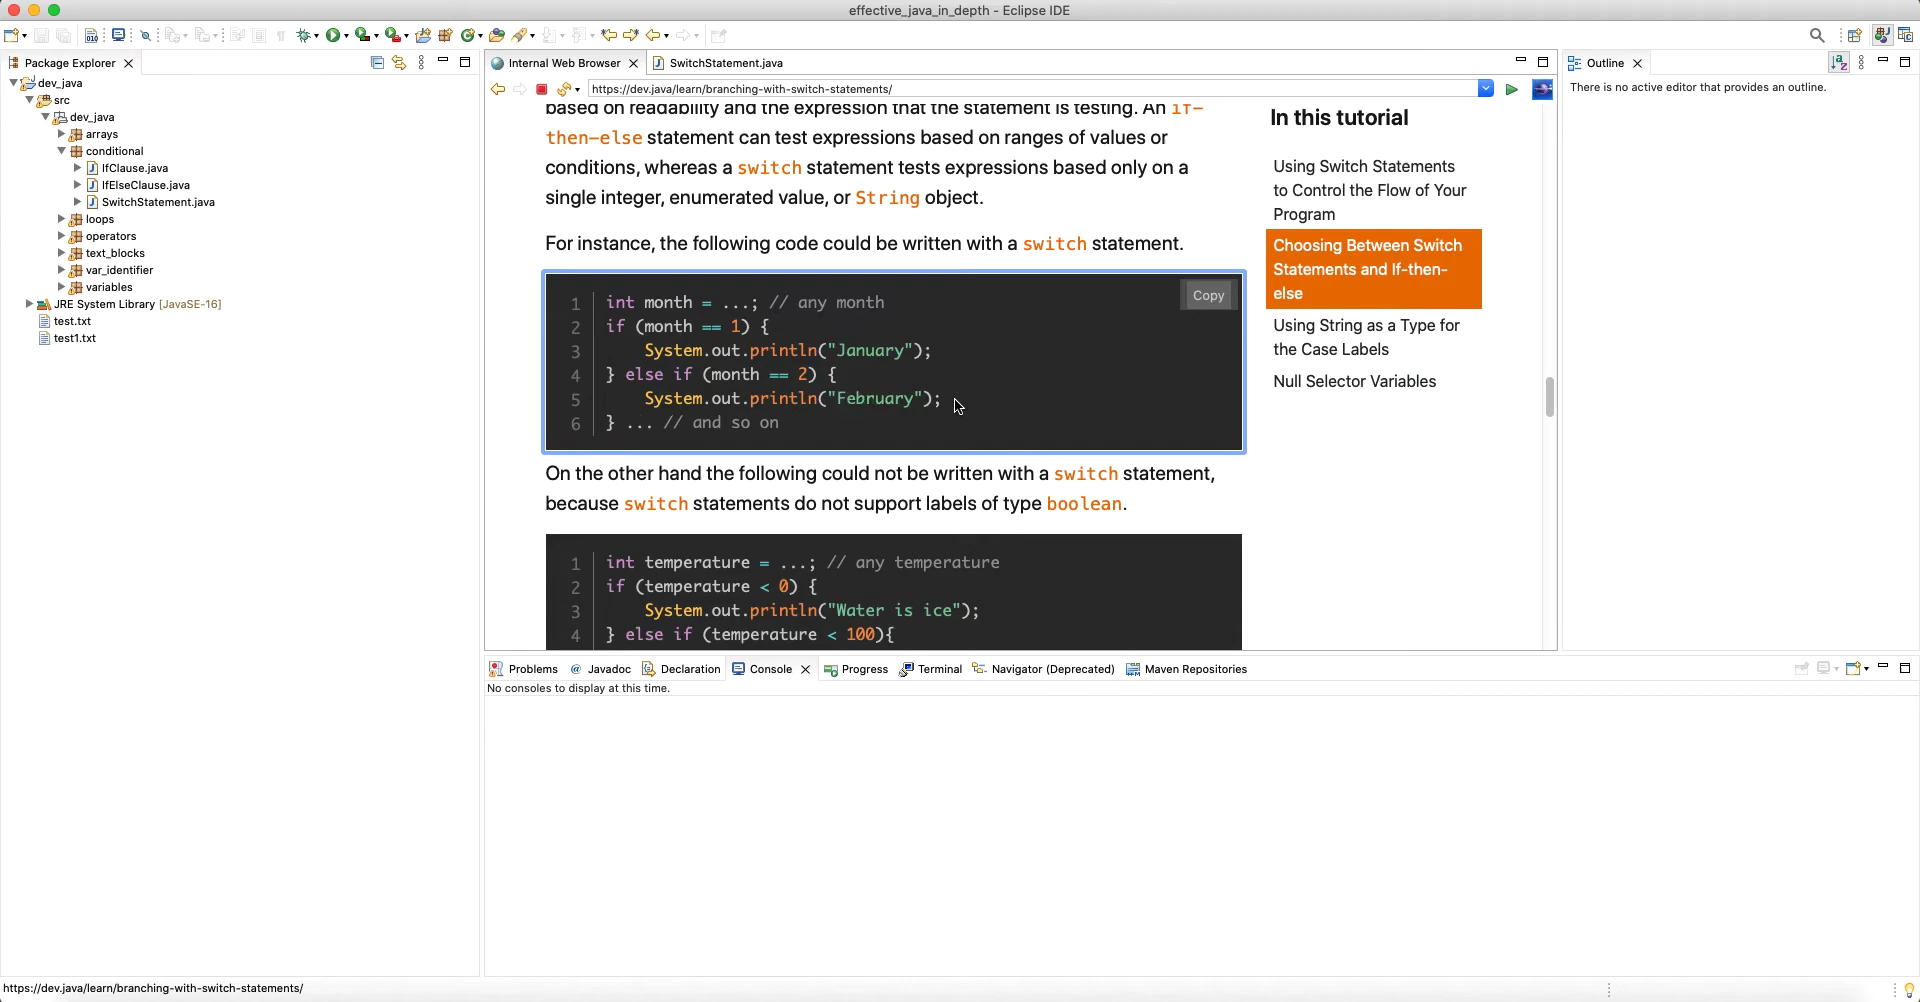 effective_java_in_depth - Eclipse IDE
Package Explorer
dev_java
src
dev_java
arrays
conditional
IfClause.java
IfElseClause.java
SwitchStatement.java
loops
operators
text_blocks
var_identifier
variables
JRE System Library [JavaSE-16]
test.txt
test1.txt
Internal Web Browser
SwitchStatement.java
https://dev.java/learn/branching-with-switch-statements/
based on readability and the expression that the statement is testing. An if-
then-else statement can test expressions based on ranges of values or
conditions, whereas a switch statement tests expressions based only on a
single integer, enumerated value, or String object.
For instance, the following code could be written with a switch statement.
Copy
1 int month = ...; // any month
2 if (month == 1) {
3 System.out.println("January");
4 } else if (month == 2) {
5 System.out.println("February");
6 } ... // and so on
On the other hand the following could not be written with a switch statement,
because switch statements do not support labels of type boolean.
1 int temperature = ...; // any temperature
2 if (temperature < 0) {
3 System.out.println("Water is ice");
4 } else if (temperature < 100){
In this tutorial
Using Switch Statements
to Control the Flow of Your
Program
Choosing Between Switch
Statements and If-then-
else
Using String as a Type for
the Case Labels
Null Selector Variables
Outline
There is no active editor that provides an outline.
Problems
@ Javadoc
Declaration
Console
Progress
Terminal
Navigator (Deprecated)
Maven Repositories
No consoles to display at this time.
https://dev.java/learn/branching-with-switch-statements/